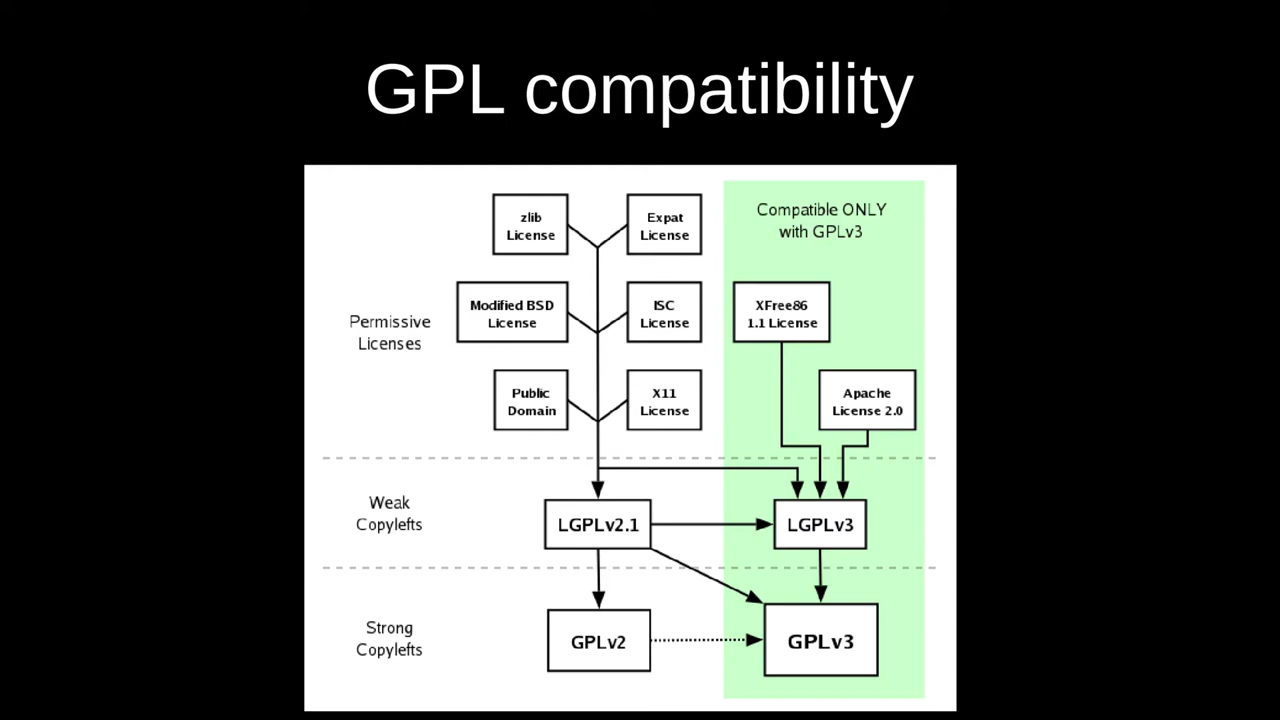 GPL compatibility
zlib
License
Expat
License
Compatible ONLY
with GPLv3
Permissive
Licenses
Modified BSD
License
ISC
License
XFree86
1.1 License
Public
Domain
X11
License
Apache
License 2.0
Weak
Copylefts
LGPLv2.1
LGPLv3
Strong
Copylefts
GPLv2
GPLv3